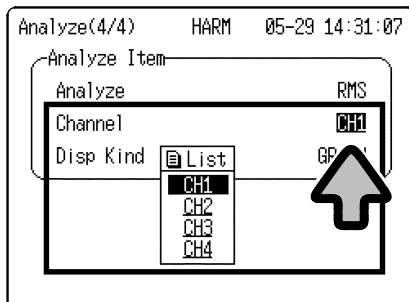 Analyze(4/4) HARM 05-29 14:31:07
Analyze Item
Analyze RMS
Channel CH1
Disp Kind
List
CH1
CH2
CH3
CH4